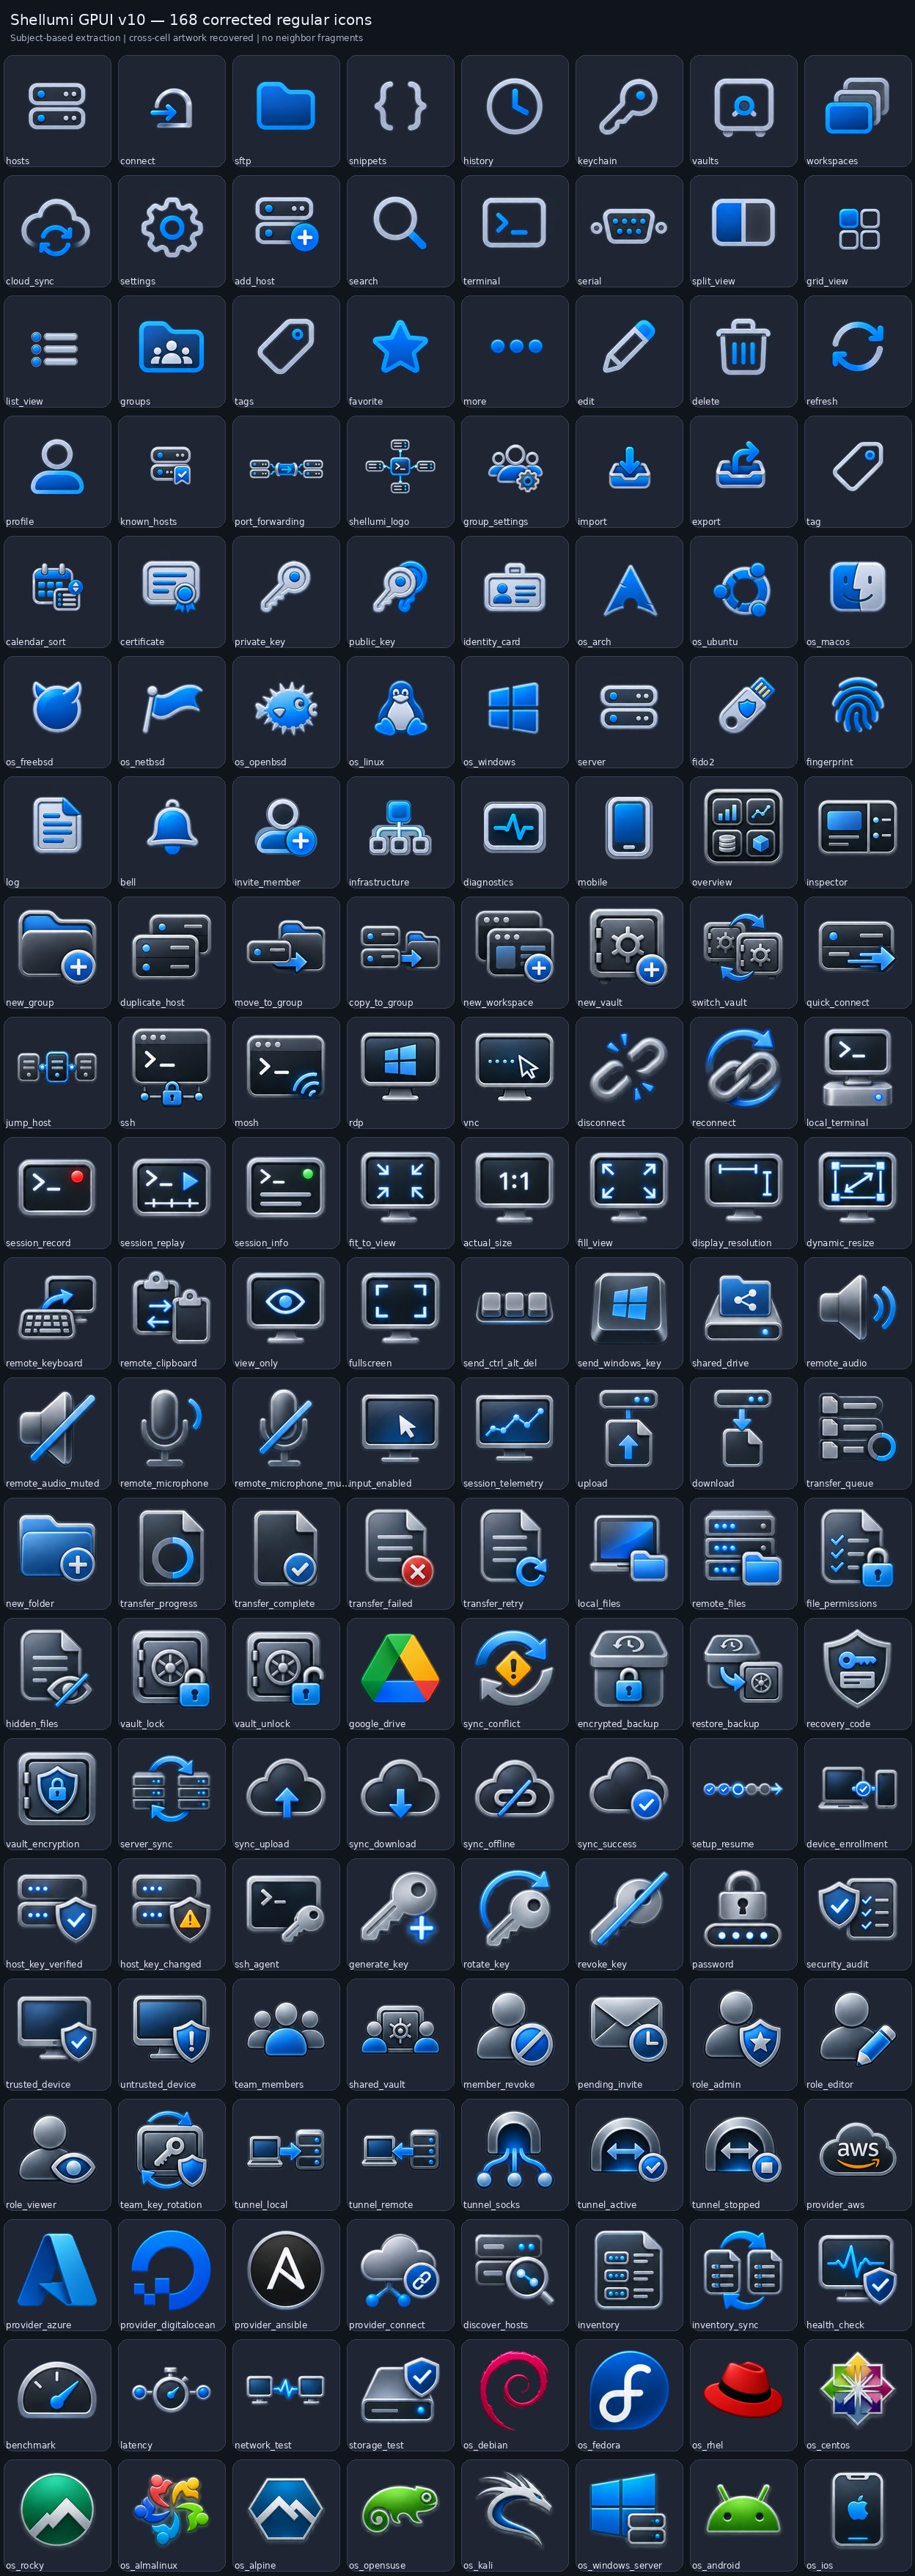 Shellumi GPUI v10 — 168 corrected regular icons
Subject-based extraction | cross-cell artwork recovered | no neighbor fragments
hosts connect sftp snippets history keychain vaults workspaces
cloud_sync settings add_host search terminal serial split_view grid_view
list_view groups tags favorite more edit delete refresh
profile known_hosts port_forwarding shellumi_logo group_settings import export tag
calendar_sort certificate private_key public_key identity_card os_arch os_ubuntu os_macos
os_freebsd os_netbsd os_openbsd os_linux os_windows server fido2 fingerprint
log bell invite_member infrastructure diagnostics mobile overview inspector
new_group duplicate_host move_to_group copy_to_group new_workspace new_vault switch_vault quick_connect
jump_host ssh mosh rdp vnc disconnect reconnect local_terminal
1:1
session_record session_replay session_info fit_to_view actual_size fill_view display_resolution dynamic_resize
remote_keyboard remote_clipboard view_only fullscreen send_ctrl_alt_del send_windows_key shared_drive remote_audio
remote_audio_muted remote_microphone remote_microphone_mu... input_enabled session_telemetry upload download transfer_queue
new_folder transfer_progress transfer_complete transfer_failed transfer_retry local_files remote_files file_permissions
hidden_files vault_lock vault_unlock google_drive sync_conflict encrypted_backup restore_backup recovery_code
vault_encryption server_sync sync_upload sync_download sync_offline sync_success setup_resume device_enrollment
host_key_verified host_key_changed ssh_agent generate_key rotate_key revoke_key password security_audit
trusted_device untrusted_device team_members shared_vault member_revoke pending_invite role_admin role_editor
aws
role_viewer team_key_rotation tunnel_local tunnel_remote tunnel_socks tunnel_active tunnel_stopped provider_aws
provider_azure provider_digitalocean provider_ansible provider_connect discover_hosts inventory inventory_sync health_check
benchmark latency network_test storage_test os_debian os_fedora os_rhel os_centos
os_rocky os_almalinux os_alpine os_opensuse os_kali os_windows_server os_android os_ios